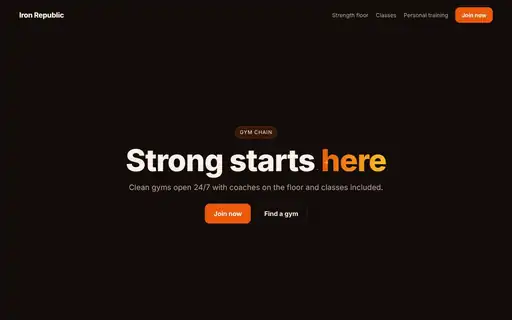 Iron Republic
Strength floor
Classes
Personal training
Join now
GYM CHAIN
Strong starts here
Clean gyms open 24/7 with coaches on the floor and classes included.
Join now
Find a gym